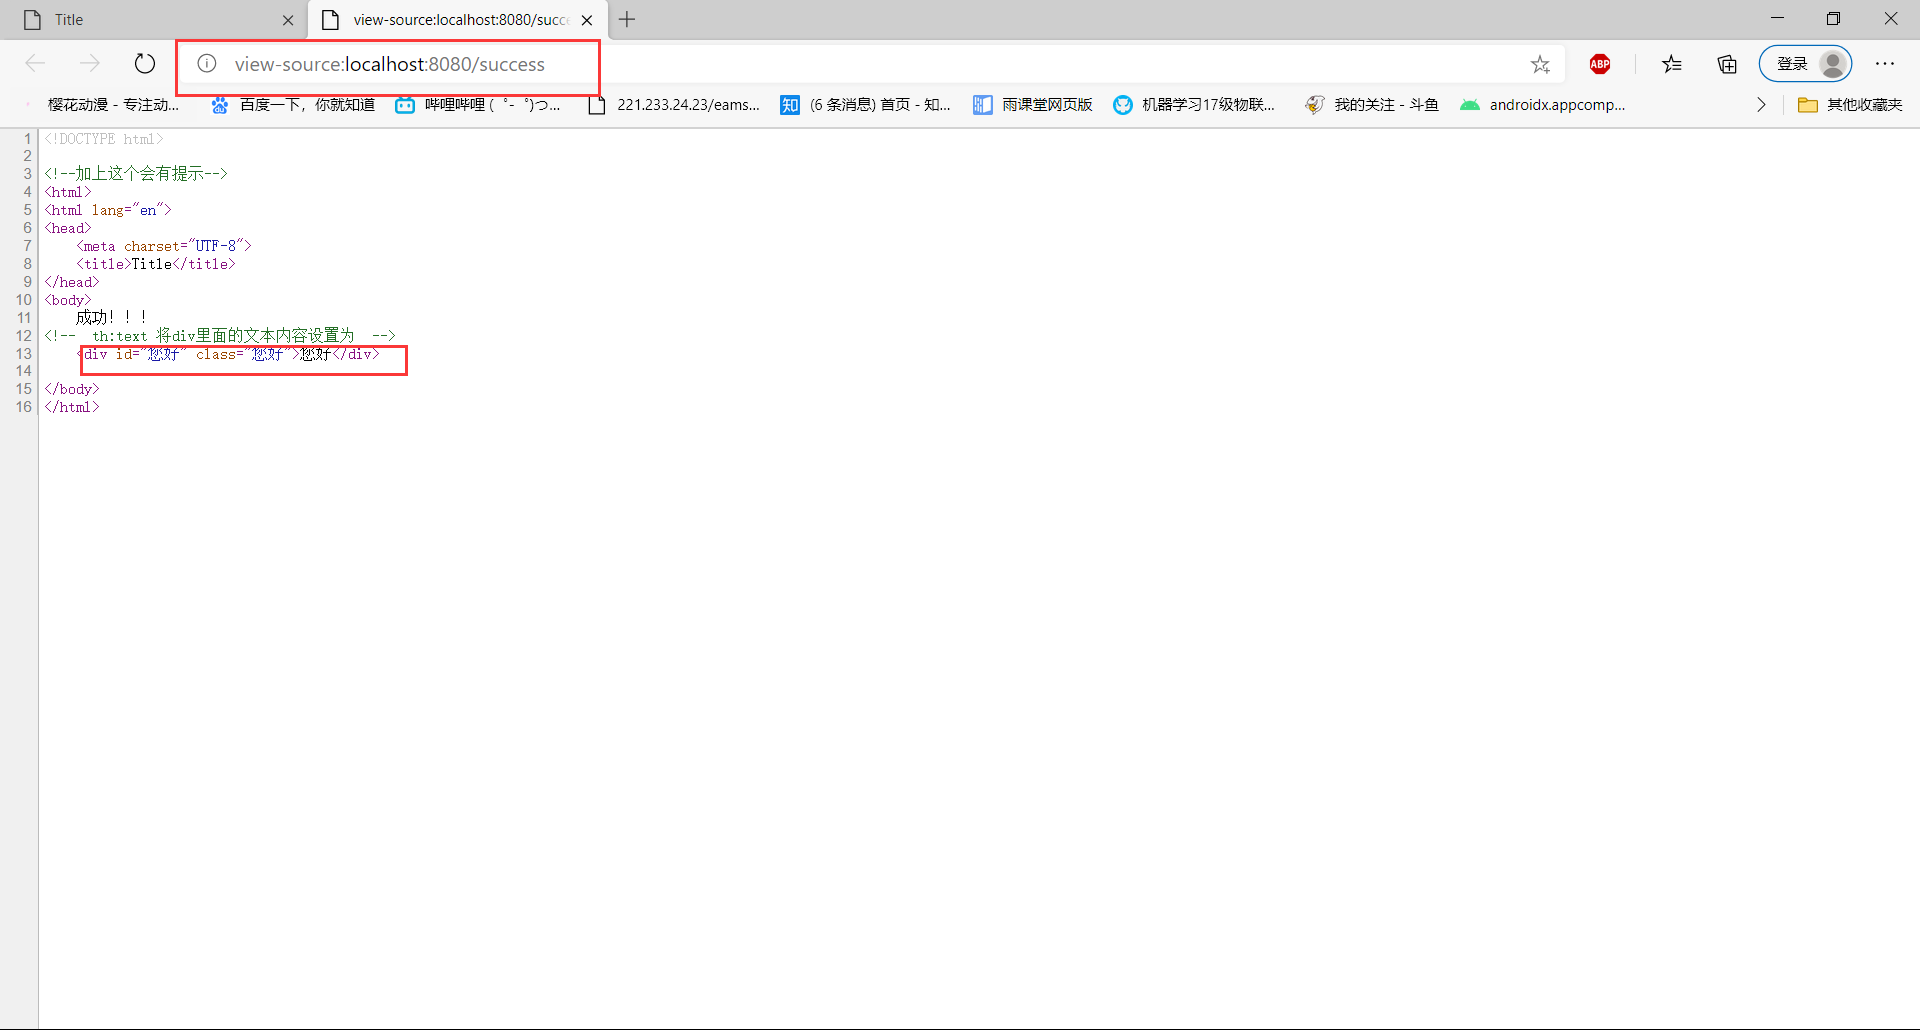 Title
view-source:localhost:8080/succ
view-source:localhost:8080/success
ABP
登录
樱花动漫 - 专注动...
百度一下，你就知道
哔哩哔哩 ( ゜- ゜)つ...
221.233.24.23/eams...
知
(6 条消息) 首页 - 知...
雨课堂网页版
机器学习17级物联...
我的关注 - 斗鱼
androidx.appcomp...
其他收藏夹
1 <!DOCTYPE html>
2
3 <!--加上这个会有提示-->
4 <html>
5 <html lang="en">
6 <head>
7     <meta charset="UTF-8">
8     <title>Title</title>
9 </head>
10 <body>
11     成功！！！
12 <!--  th:text 将div里面的文本内容设置为  -->
13     <div id="您好" class="您好">您好</div>
14
15 </body>
16 </html>